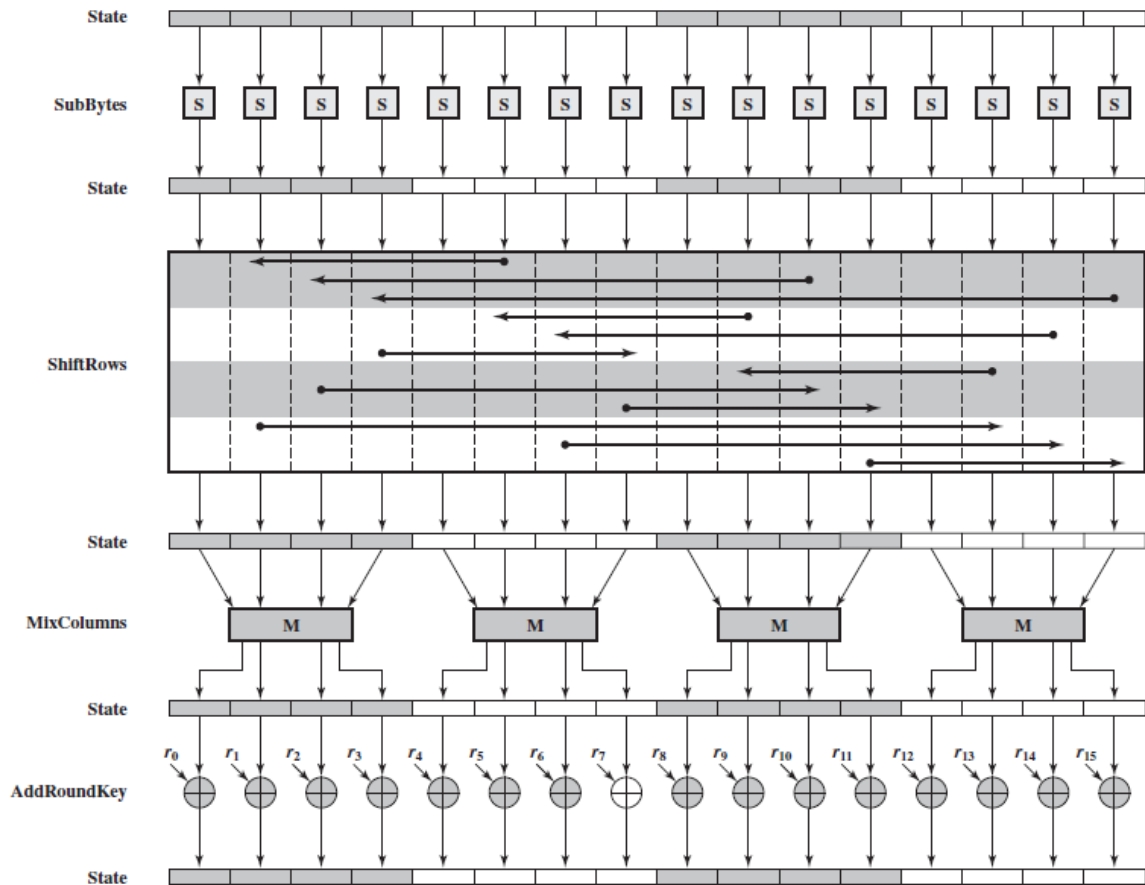 State
SubBytes S S S S S S S S S S S S S S S S
State
ShiftRows
State
MixColumns M M M M
State
r0 r1 r2 r3 r4 r5 r6 r7 r8 r9 r10 r11 r12 r13 r14 r15
AddRoundKey
State